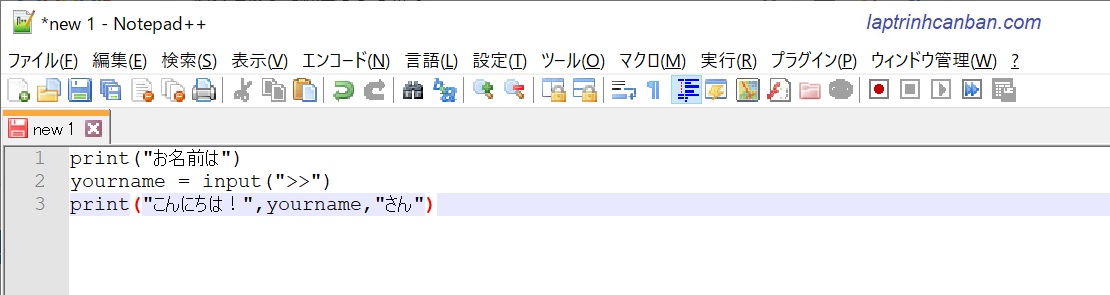 *new 1 - Notepad++
laptrinhcanban.com
ファイル(F) 編集(E) 検索(S) 表示(V) エンコード(N) 言語(L) 設定(T) ツール(O) マクロ(M) 実行(R) プラグイン(P) ウィンドウ管理(W) ?
new 1
1 print("お名前は")
2 yourname = input(">>")
3 print("こんにちは！",yourname,"さん")